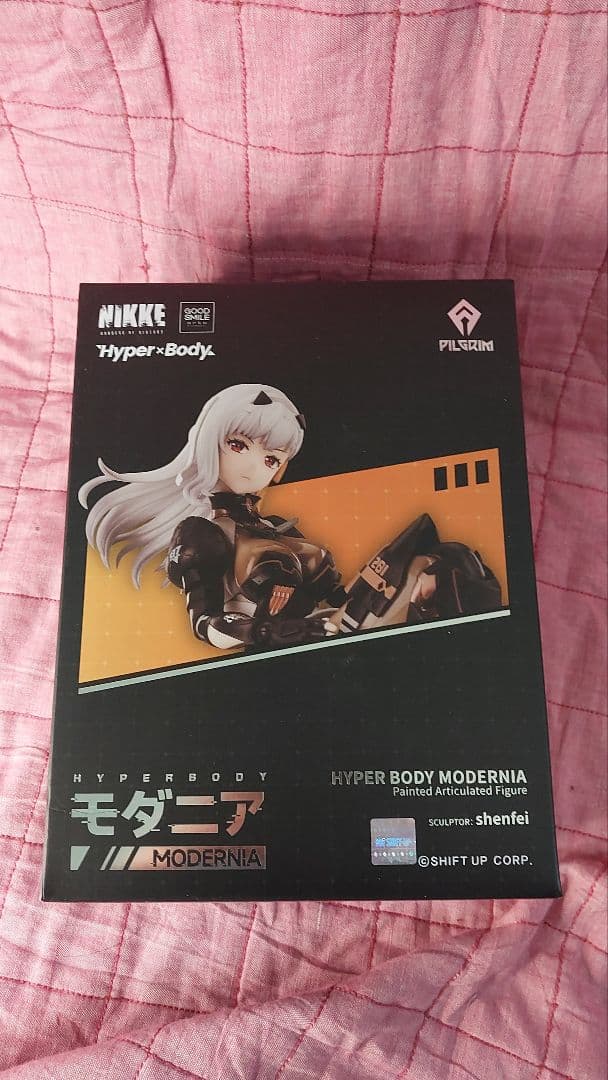 NIKKE
GODDESS OF VICTORY
GOOD
SMILE
Hyper×Body
PILGRIM
HYPERBODY
モダニア
MODERNIA
HYPER BODY MODERNIA
Painted Articulated Figure
SCULPTOR: shenfei
©SHIFT UP CORP.